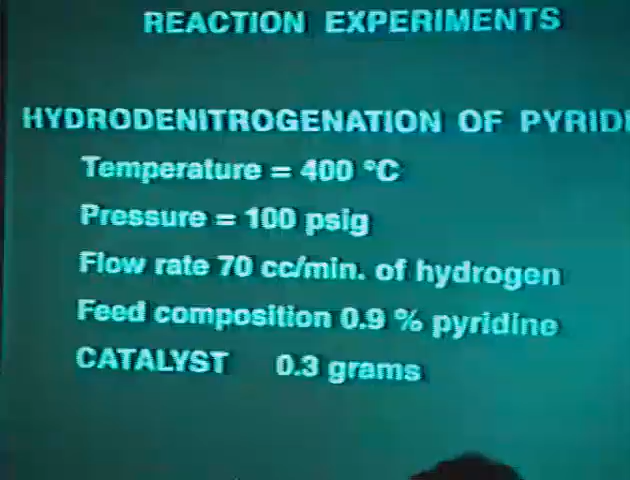 REACTION EXPERIMENTS
HYDRODENITROGENATION OF PYRIDI
Temperature = 400 °C
Pressure = 100 psig
Flow rate 70 cc/min. of hydrogen
Feed composition 0.9 % pyridine
CATALYST 0.3 grams